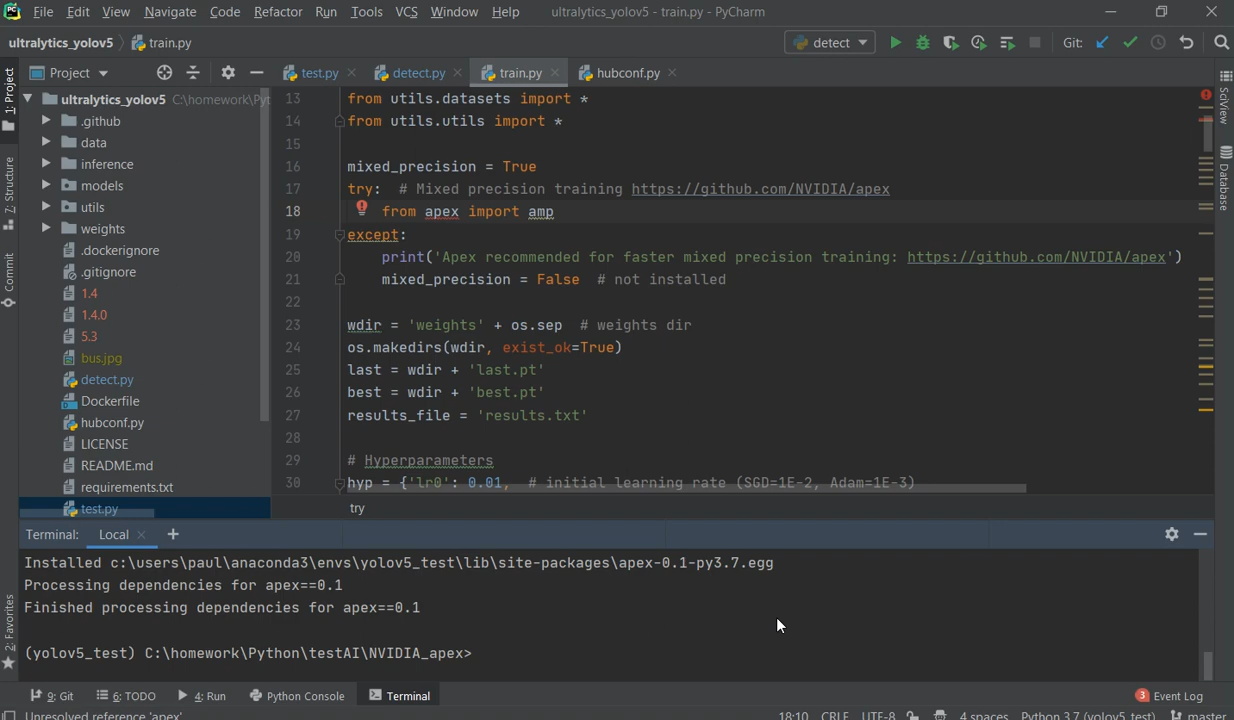 PC File Edit View Navigate Code Refactor Run Tools VCS Window Help ultralytics_yolov5 - train.py - PyCharm
ultralytics_yolov5 train.py detect Git:
1: Project
7: Structure
Commit
2: Favorites
Project
ultralytics_yolov5 C:\homework\Pyt
.github
data
inference
models
utils
weights
.dockerignore
.gitignore
1.4
1.4.0
5.3
bus.jpg
detect.py
Dockerfile
hubconf.py
LICENSE
README.md
requirements.txt
test.py
test.py detect.py train.py hubconf.py
13 from utils.datasets import *
14 from utils.utils import *
15
16 mixed_precision = True
17 try: # Mixed precision training https://github.com/NVIDIA/apex
18 from apex import amp
19 except:
20 print('Apex recommended for faster mixed precision training: https://github.com/NVIDIA/apex')
21 mixed_precision = False # not installed
22
23 wdir = 'weights' + os.sep # weights dir
24 os.makedirs(wdir, exist_ok=True)
25 last = wdir + 'last.pt'
26 best = wdir + 'best.pt'
27 results_file = 'results.txt'
28
29 # Hyperparameters
30 hyp = {'lr0': 0.01, # initial learning rate (SGD=1E-2, Adam=1E-3)
try
SciView
Database
Terminal: Local
Installed c:\users\paul\anaconda3\envs\yolov5_test\lib\site-packages\apex-0.1-py3.7.egg
Processing dependencies for apex==0.1
Finished processing dependencies for apex==0.1
(yolov5_test) C:\homework\Python\testAI\NVIDIA_apex>
9: Git 6: TODO 4: Run Python Console Terminal 3 Event Log
Unresolved reference 'apex' 18:10 CRLF UTF-8 4 spaces Python 3.7 (yolov5_test) master